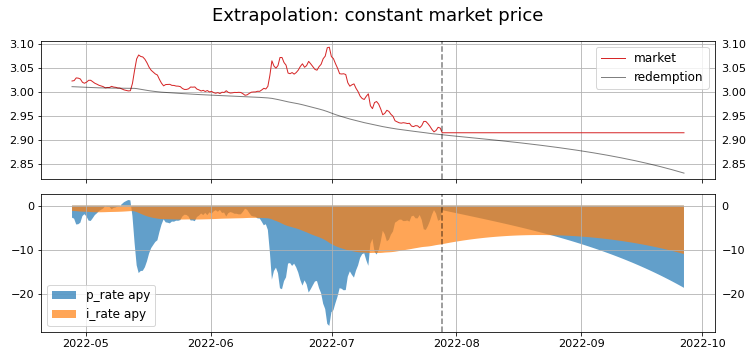 Extrapolation: constant market price
3.10 3.10
3.05 3.05
3.00 3.00
2.95 2.95
2.90 2.90
2.85 2.85
market
redemption
0 0
−10 −10
−20 −20
p_rate apy
i_rate apy
2022-05 2022-06 2022-07 2022-08 2022-09 2022-10